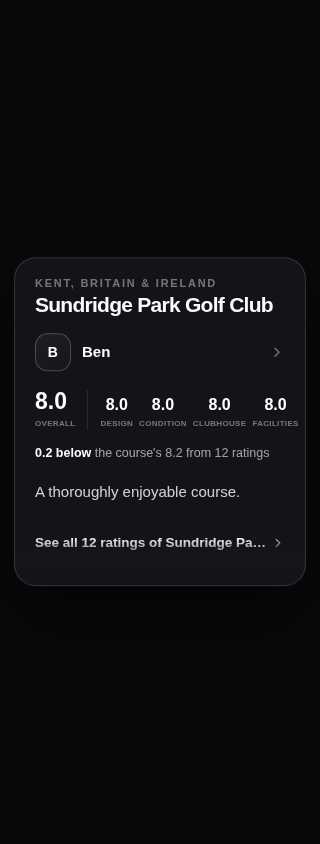 KENT, BRITAIN & IRELAND
Sundridge Park Golf Club
B Ben
8.0 8.0 8.0 8.0 8.0
OVERALL DESIGN CONDITION CLUBHOUSE FACILITIES
0.2 below the course's 8.2 from 12 ratings
A thoroughly enjoyable course.
See all 12 ratings of Sundridge Pa…